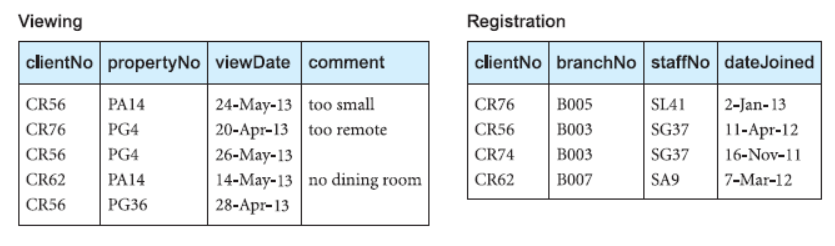 Viewing
clientNo propertyNo viewDate comment
CR56 PA14 24-May-13 too small
CR76 PG4 20-Apr-13 too remote
CR56 PG4 26-May-13
CR62 PA14 14-May-13 no dining room
CR56 PG36 28-Apr-13
Registration
clientNo branchNo staffNo dateJoined
CR76 B005 SL41 2-Jan-13
CR56 B003 SG37 11-Apr-12
CR74 B003 SG37 16-Nov-11
CR62 B007 SA9 7-Mar-12